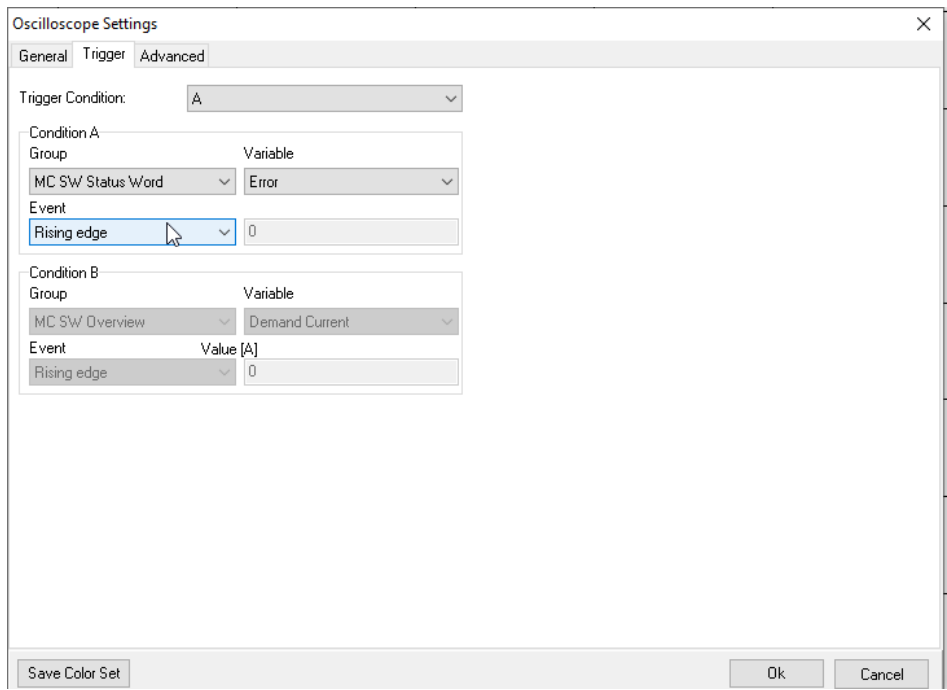 Oscilloscope Settings
General Trigger Advanced
Trigger Condition: A
Condition A
Group Variable
MC SW Status Word Error
Event
Rising edge 0
Condition B
Group Variable
MC SW Overview Demand Current
Event Value [A]
Rising edge 0
Save Color Set Ok Cancel